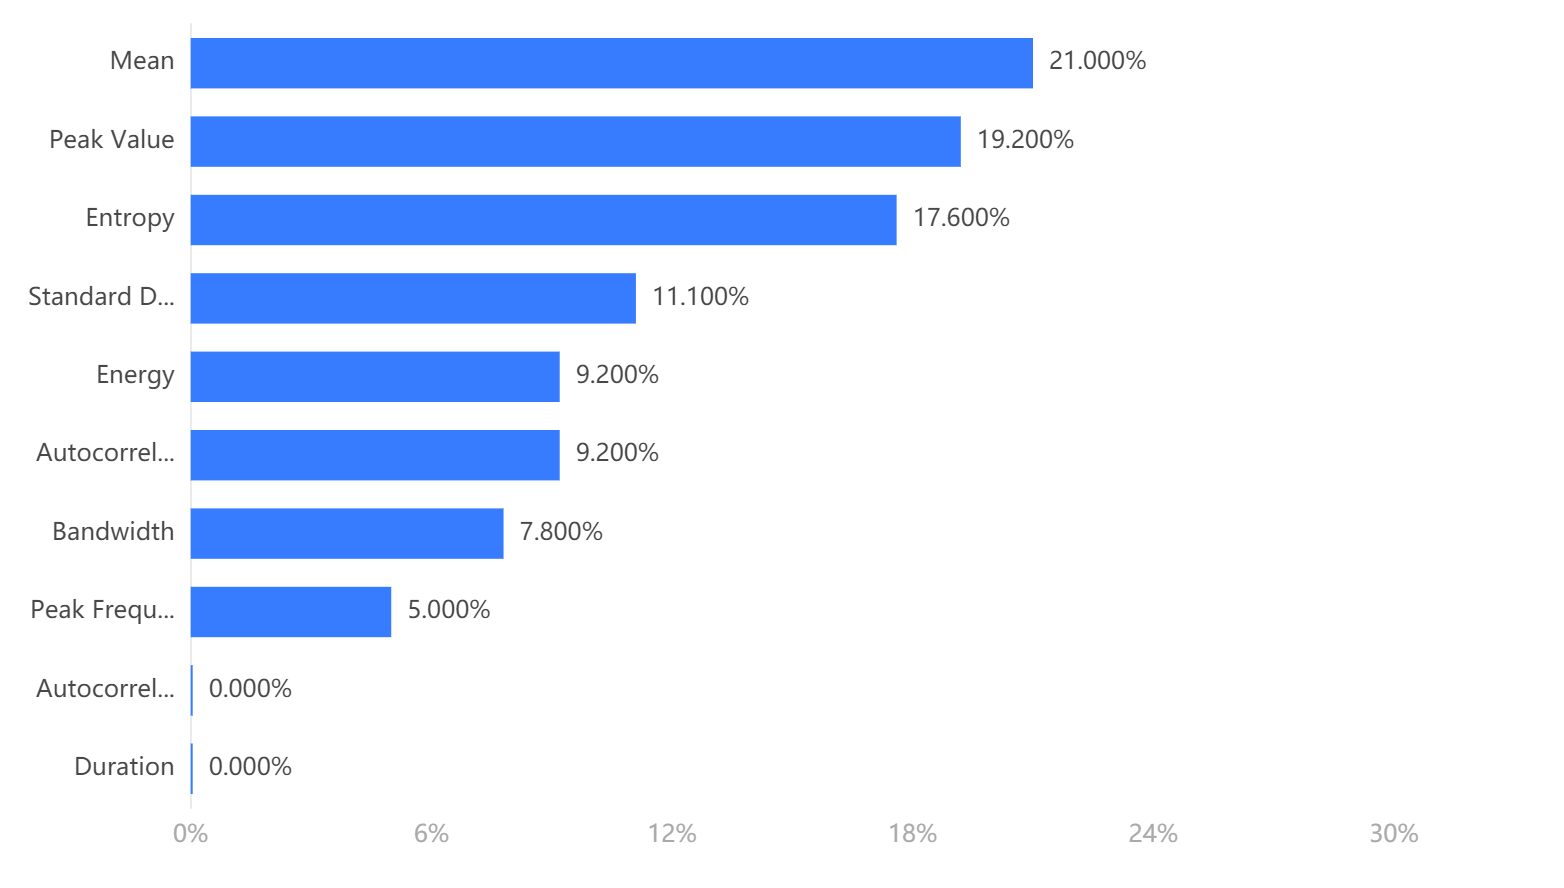 Mean 21.000%
Peak Value 19.200%
Entropy 17.600%
Standard D... 11.100%
Energy 9.200%
Autocorrel... 9.200%
Bandwidth 7.800%
Peak Frequ... 5.000%
Autocorrel... 0.000%
Duration 0.000%
0% 6% 12% 18% 24% 30%